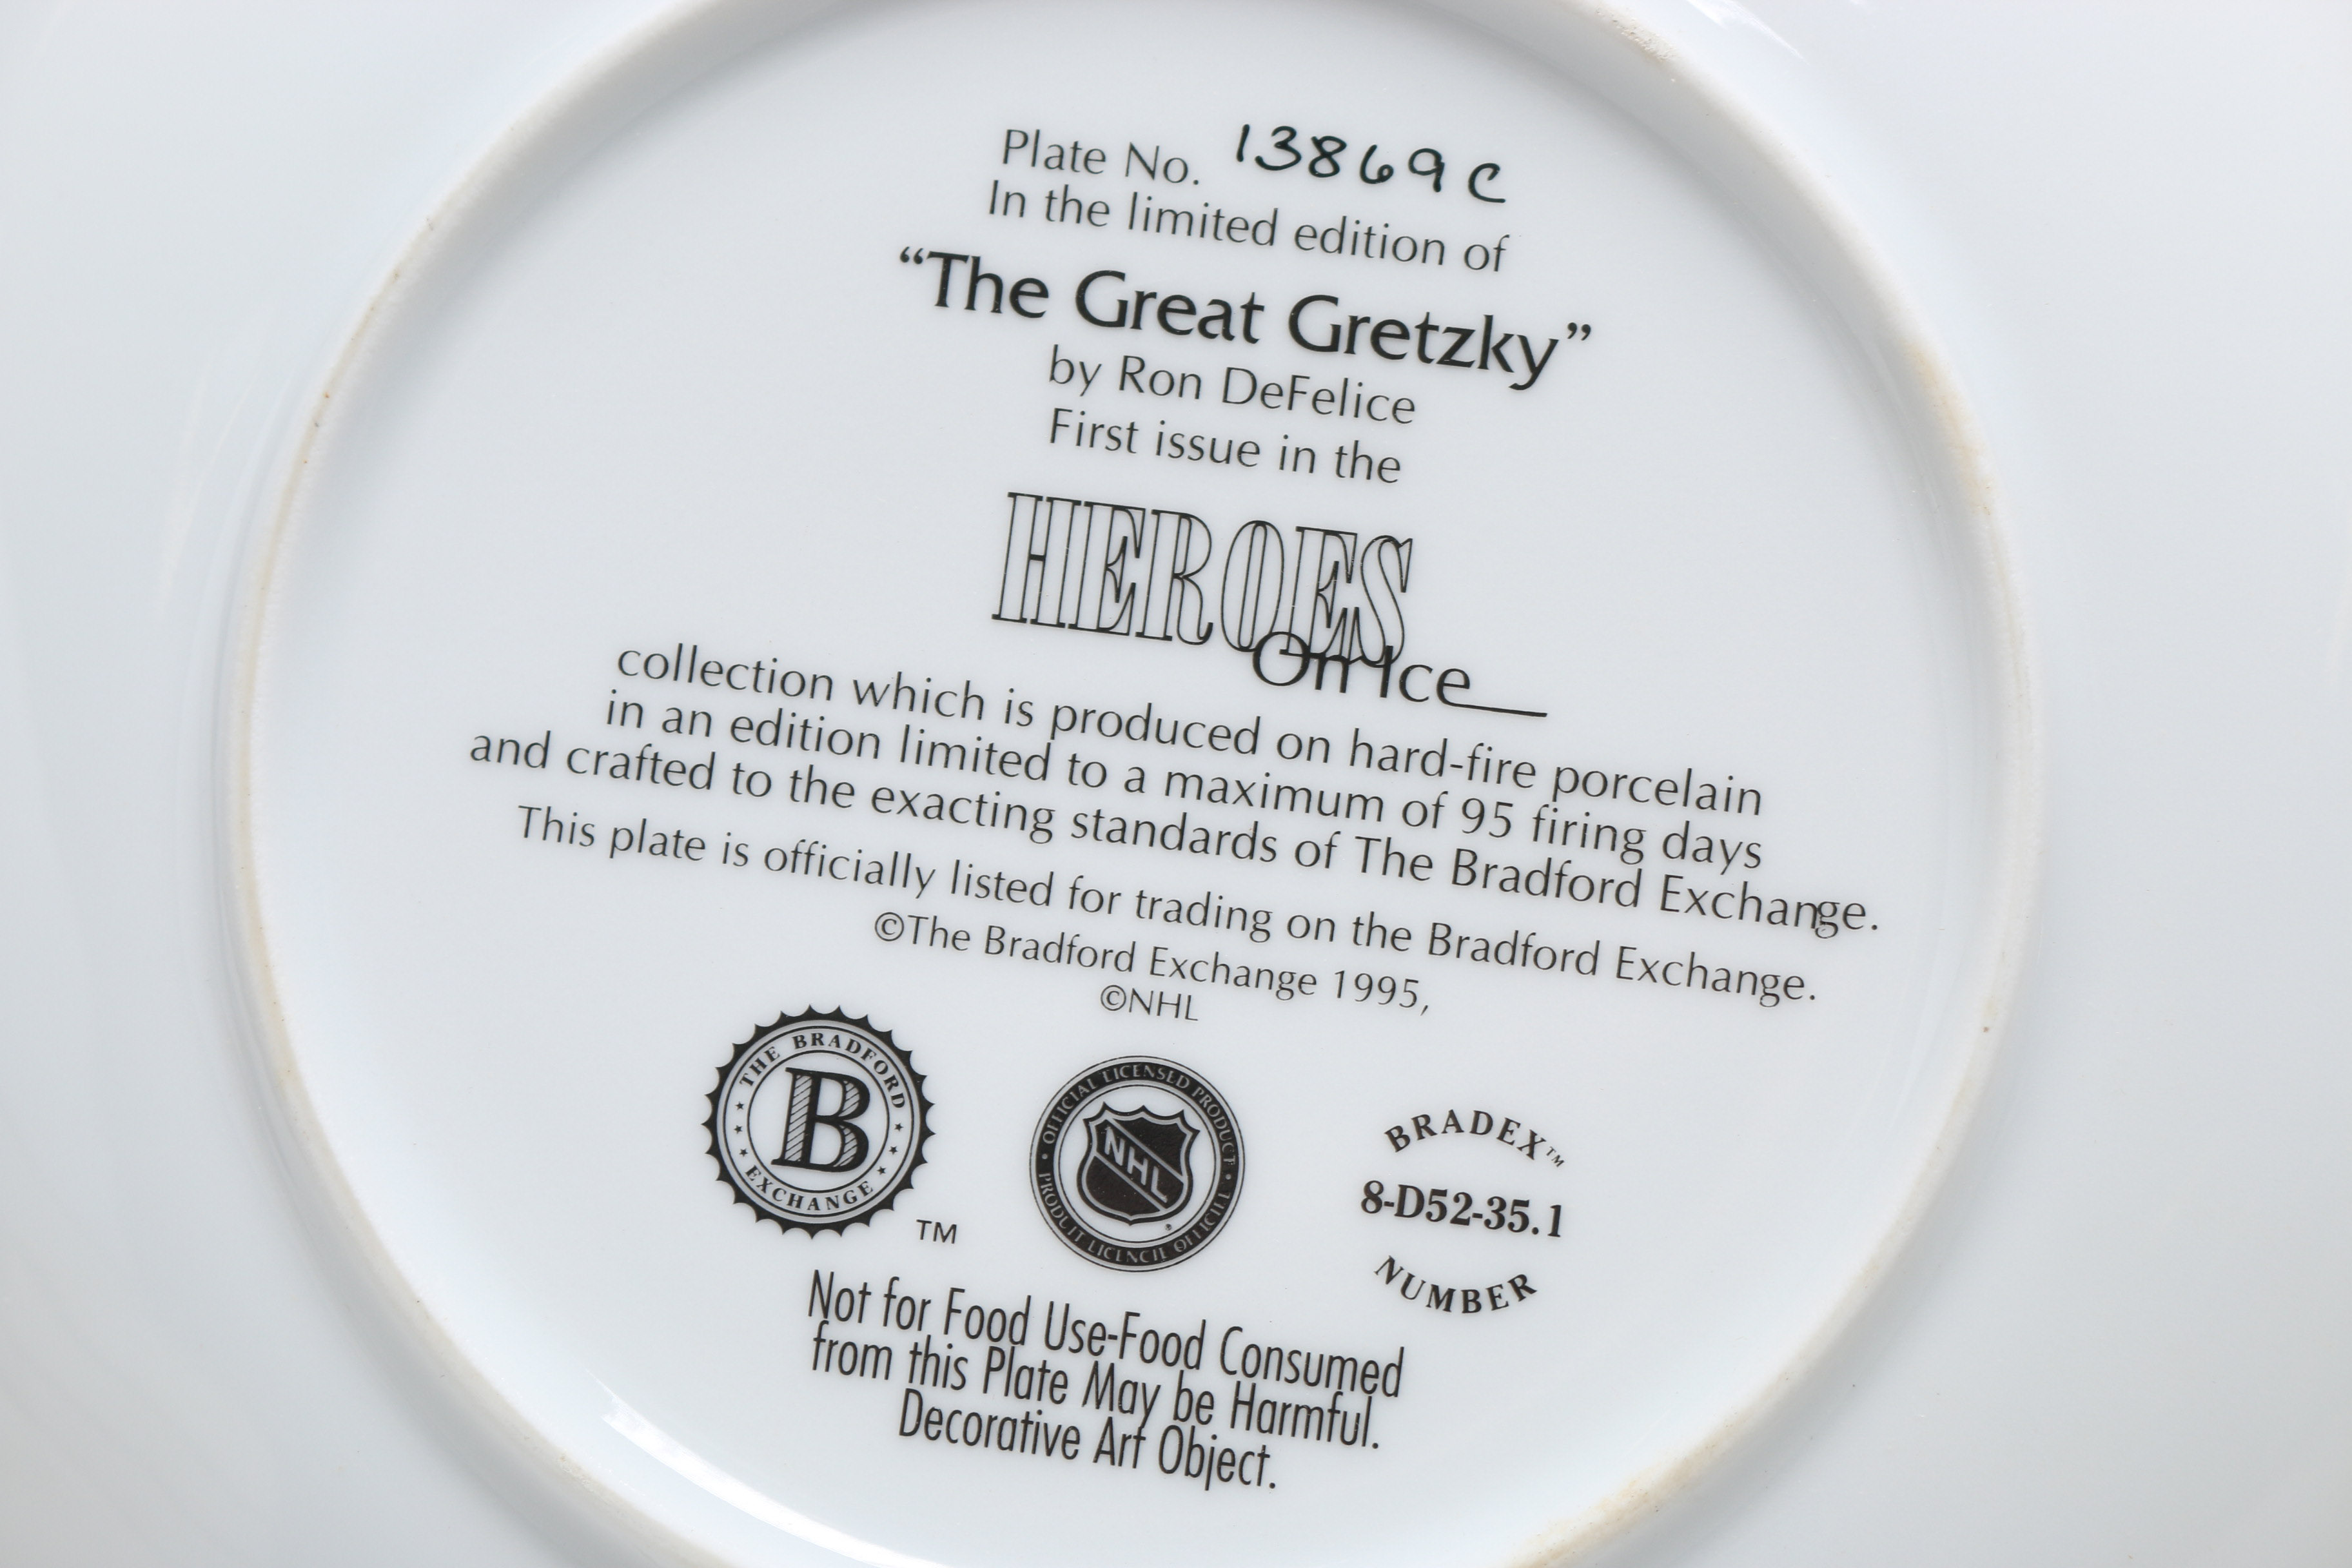 Plate No. 13869C
In the limited edition of
“The Great Gretzky”
by Ron DeFelice
First issue in the
HEROES
On Ice
collection which is produced on hard-fire porcelain
in an edition limited to a maximum of 95 firing days
and crafted to the exacting standards of The Bradford Exchange.
This plate is officially listed for trading on the Bradford Exchange.
©The Bradford Exchange 1995,
©NHL
THE BRADFORD
B
EXCHANGE
TM
OFFICIAL LICENSED PRODUCT
NHL
PRODUIT LICENCIE OFFICIEL
BRADEX™
8-D52-35.1
NUMBER
Not for Food Use-Food Consumed
from this Plate May be Harmful.
Decorative Art Object.